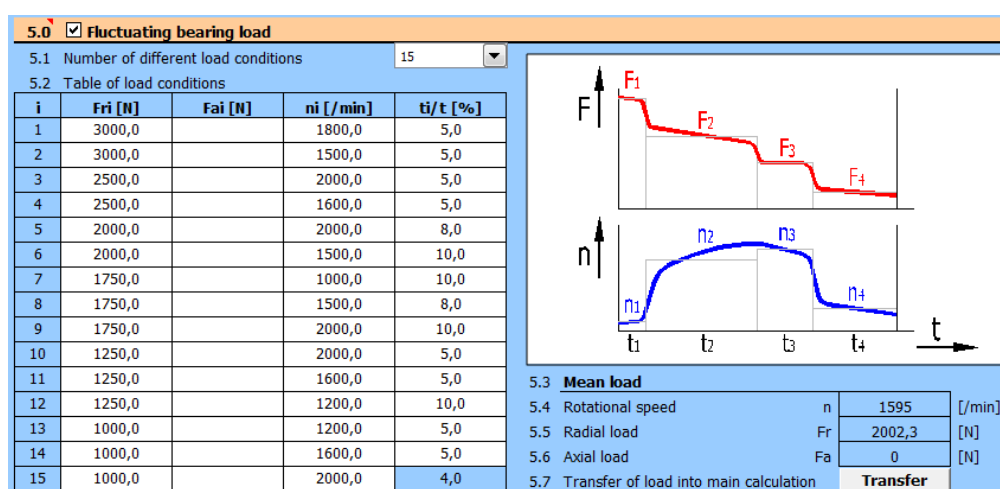 5.0 Fluctuating bearing load
5.1 Number of different load conditions 15
5.2 Table of load conditions
i Fri [N] Fai [N] ni [/min] ti/t [%]
1 3000,0 1800,0 5,0
2 3000,0 1500,0 5,0
3 2500,0 2000,0 5,0
4 2500,0 1600,0 5,0
5 2000,0 2000,0 8,0
6 2000,0 1500,0 10,0
7 1750,0 1000,0 10,0
8 1750,0 1500,0 8,0
9 1750,0 2000,0 10,0
10 1250,0 2000,0 5,0
11 1250,0 1600,0 5,0
12 1250,0 1200,0 10,0
13 1000,0 1200,0 5,0
14 1000,0 1600,0 5,0
15 1000,0 2000,0 4,0
F F1 F2 F3 F4
n n1 n2 n3 n4
t1 t2 t3 t4 t
5.3 Mean load
5.4 Rotational speed n 1595 [/min]
5.5 Radial load Fr 2002,3 [N]
5.6 Axial load Fa 0 [N]
5.7 Transfer of load into main calculation Transfer